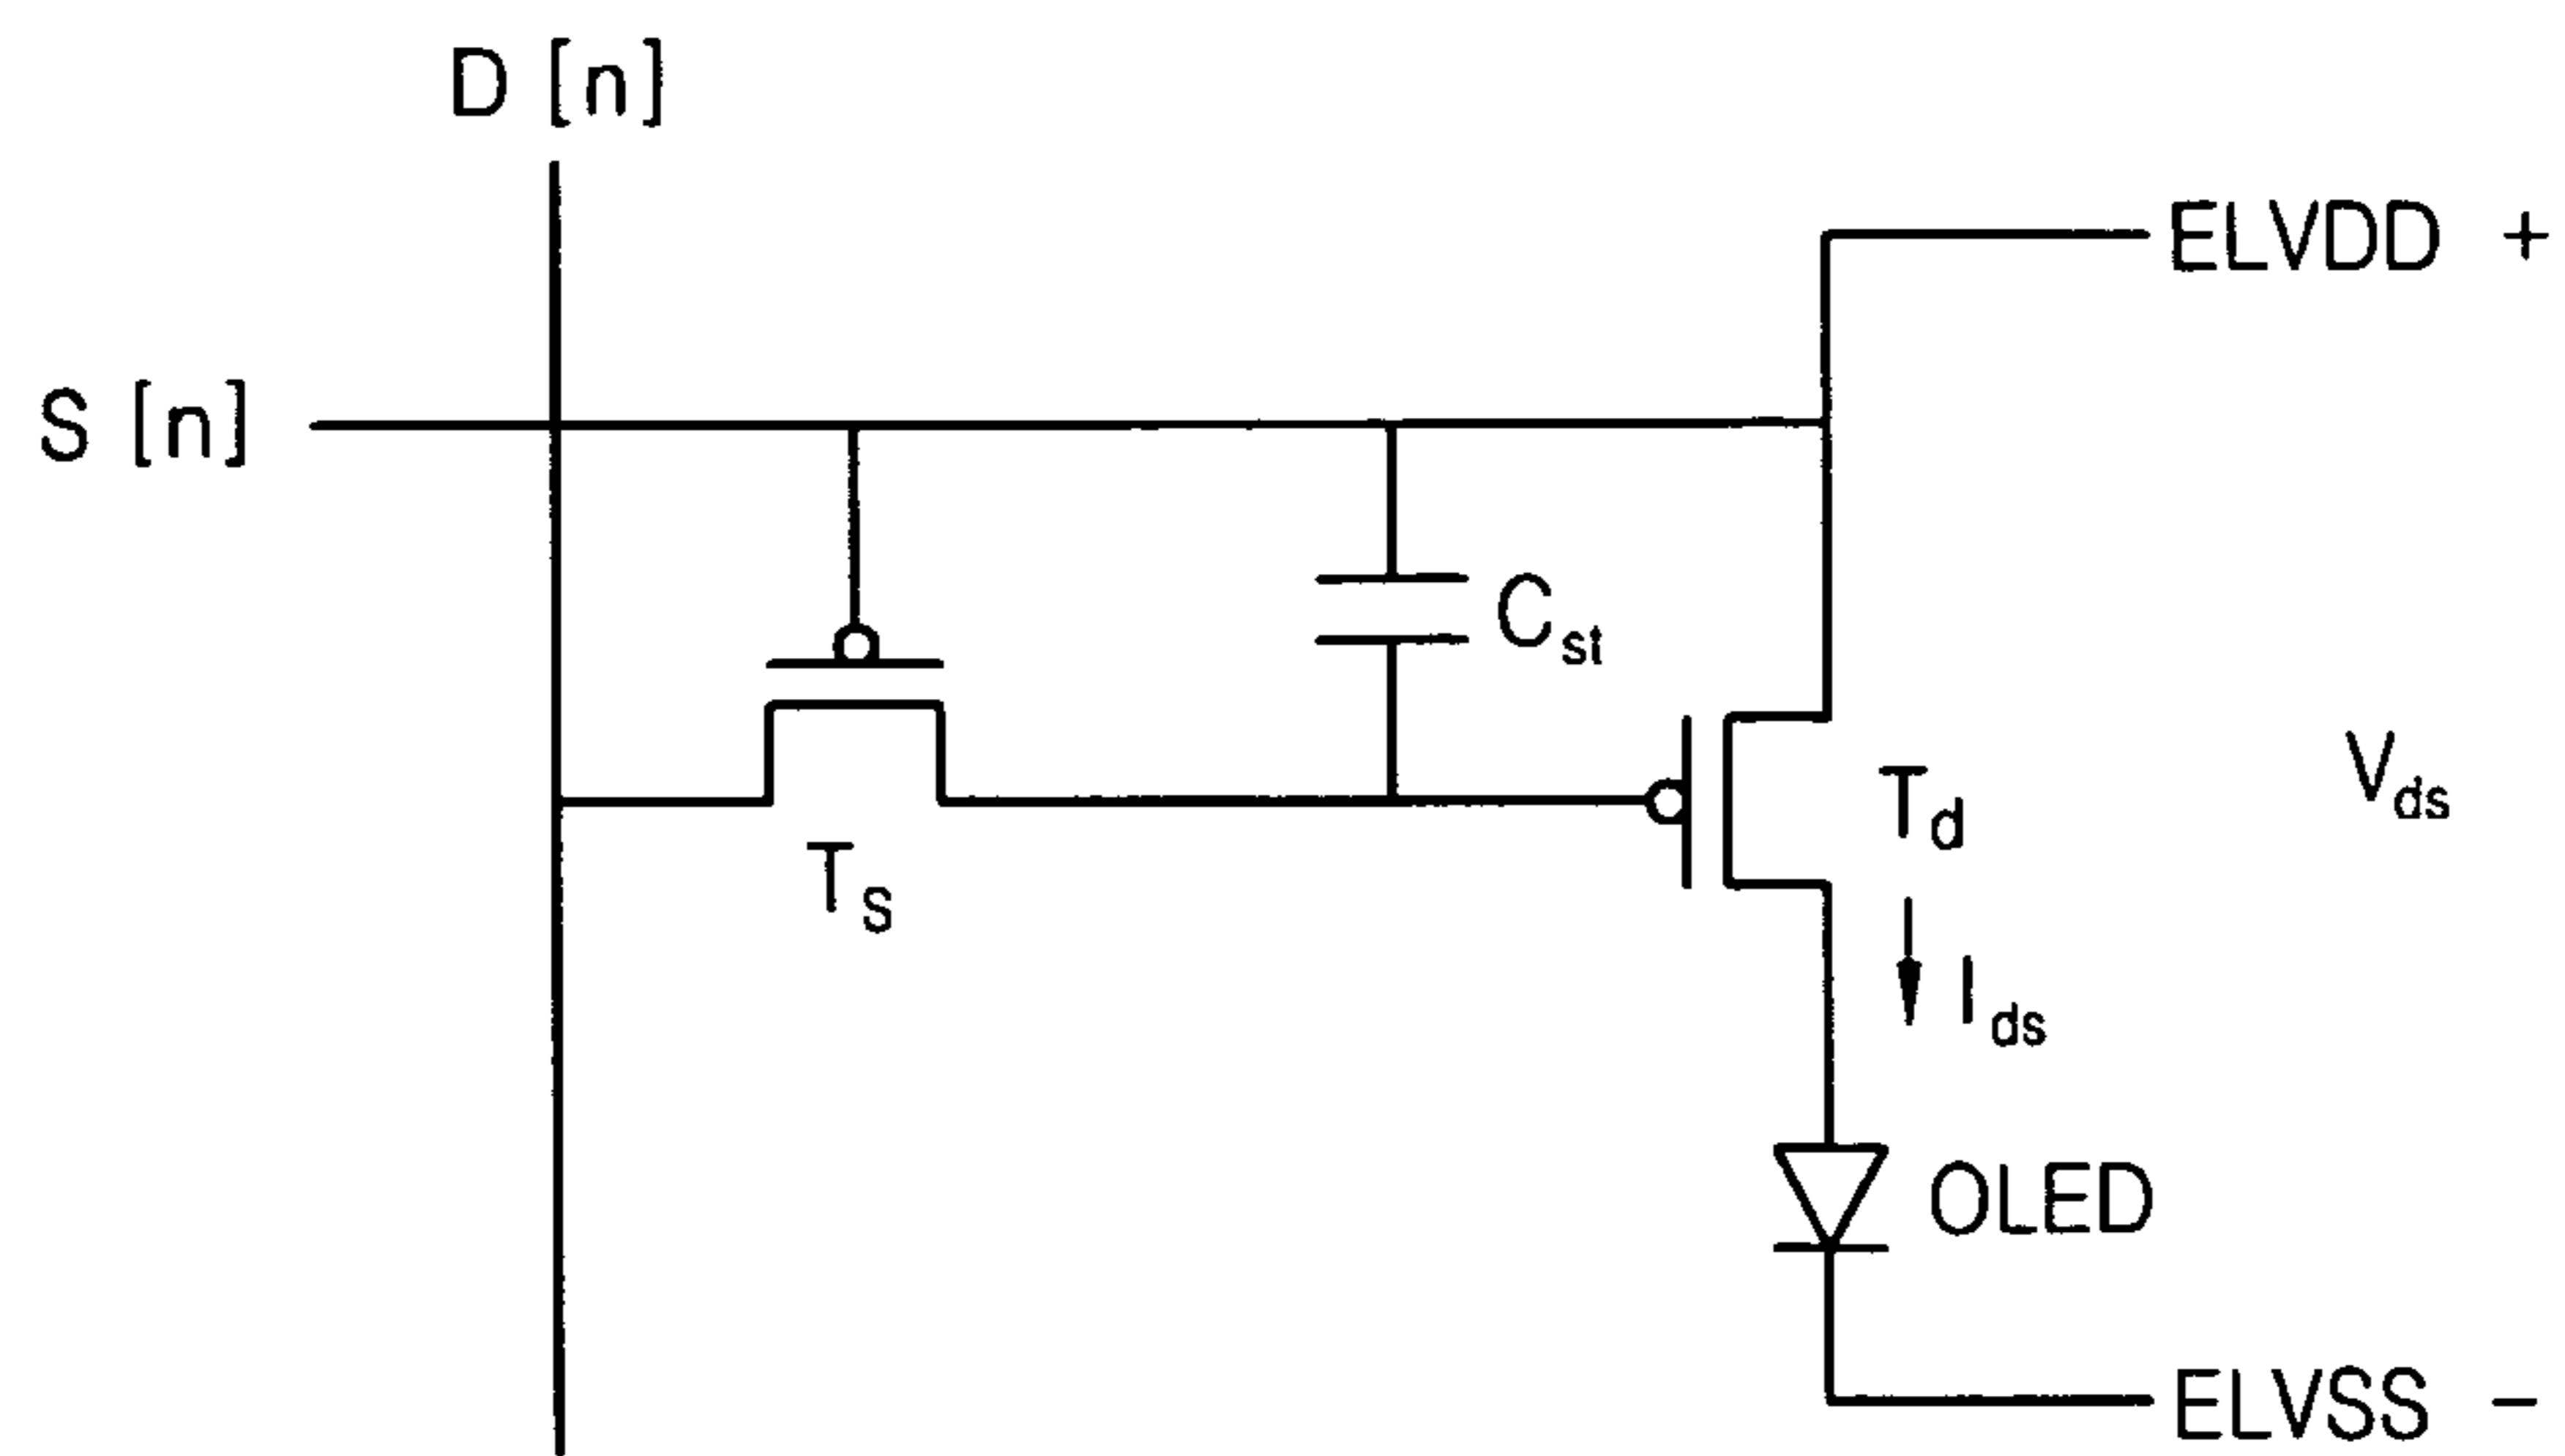 D [n]
ELVDD +
S [n]
Cst
Td
Vds
Ts
Ids
OLED
ELVSS −